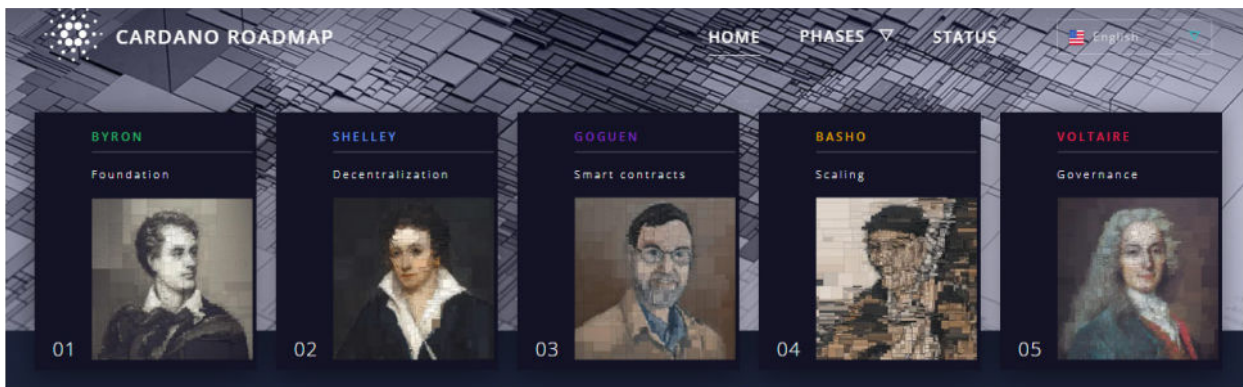 CARDANO ROADMAP
HOME PHASES STATUS English
BYRON
Foundation
01
SHELLEY
Decentralization
02
GOGUEN
Smart contracts
03
BASHO
Scaling
04
VOLTAIRE
Governance
05